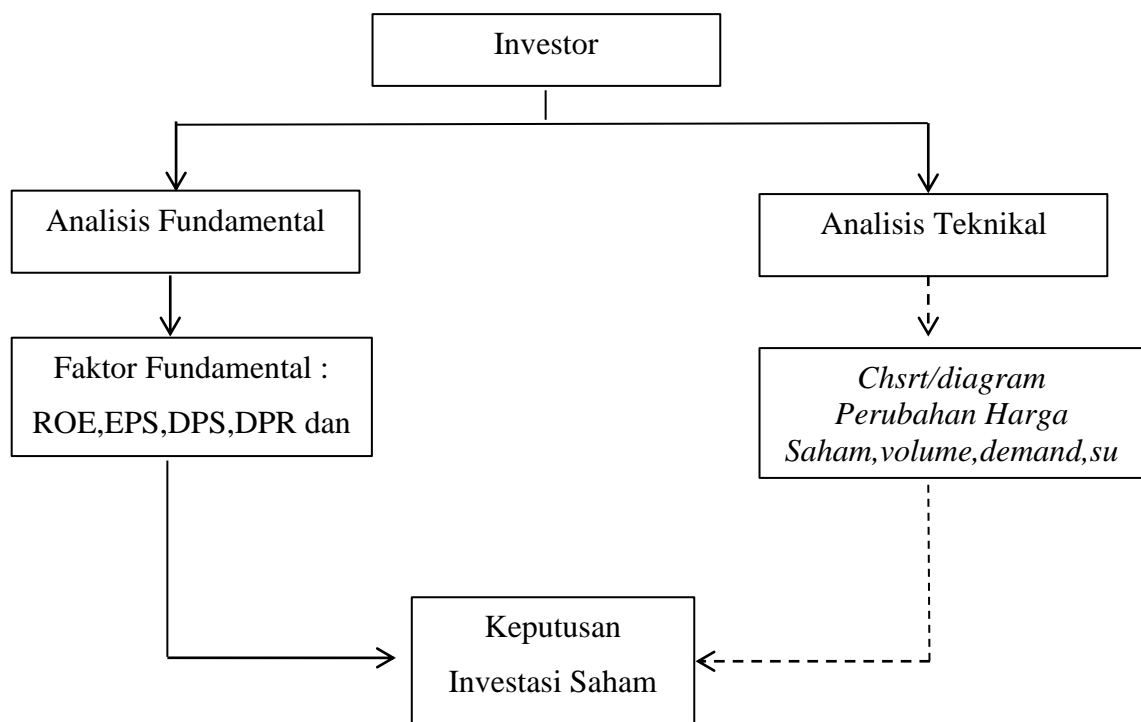 Investor
Analisis Fundamental
Analisis Teknikal
Faktor Fundamental :
ROE,EPS,DPS,DPR dan
Chsrt/diagram
Perubahan Harga
Saham,volume,demand,su
Keputusan
Investasi Saham